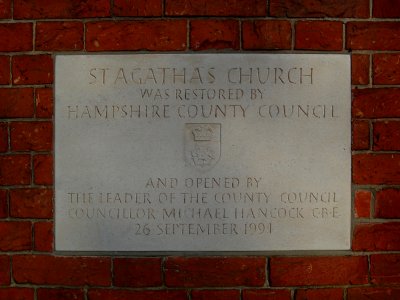 ST AGATHAS CHURCH
WAS RESTORED BY
HAMPSHIRE COUNTY COUNCIL
AND OPENED BY
THE LEADER OF THE COUNTY COUNCIL
COUNCILLOR MICHAEL HANCOCK C·B·E
26 SEPTEMBER 1991